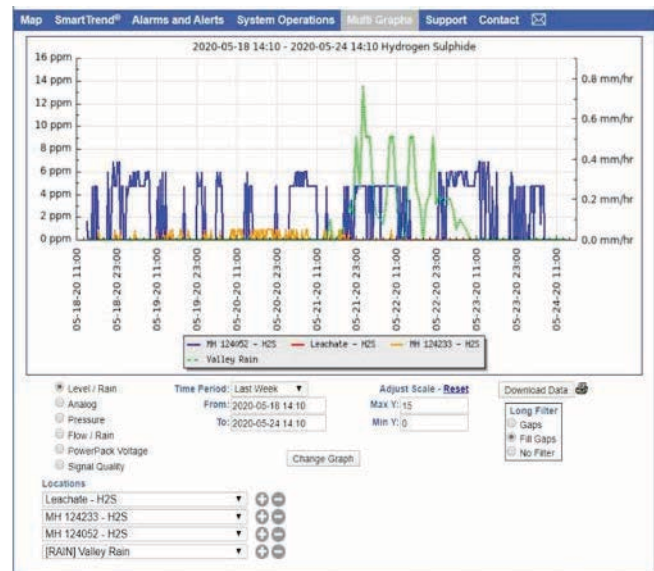 Map SmartTrend® Alarms and Alerts System Operations Multi Graphs Support Contact
2020-05-18 14:10 - 2020-05-24 14:10 Hydrogen Sulphide
16 ppm
14 ppm
12 ppm
10 ppm
8 ppm
6 ppm
4 ppm
2 ppm
0 ppm
0.8 mm/hr
0.6 mm/hr
0.4 mm/hr
0.2 mm/hr
0.0 mm/hr
05-18-20 11:00
05-18-20 23:00
05-19-20 11:00
05-19-20 23:00
05-20-20 11:00
05-20-20 23:00
05-21-20 11:00
05-21-20 23:00
05-22-20 11:00
05-22-20 23:00
05-23-20 11:00
05-23-20 23:00
05-24-20 11:00
MH 124052 - H2S Leachate - H2S MH 124233 - H2S
Valley Rain
Level / Rain Time Period: Last Week Adjust Scale - Reset Download Data
Analog From: 2020-05-18 14:10 Max Y: 15
Pressure To: 2020-05-24 14:10 Min Y: 0
Flow / Rain
PowerPack Voltage
Signal Quality
Change Graph
Long Filter
Gaps
Fill Gaps
No Filter
Locations
Leachate - H2S
MH 124233 - H2S
MH 124052 - H2S
[RAIN] Valley Rain